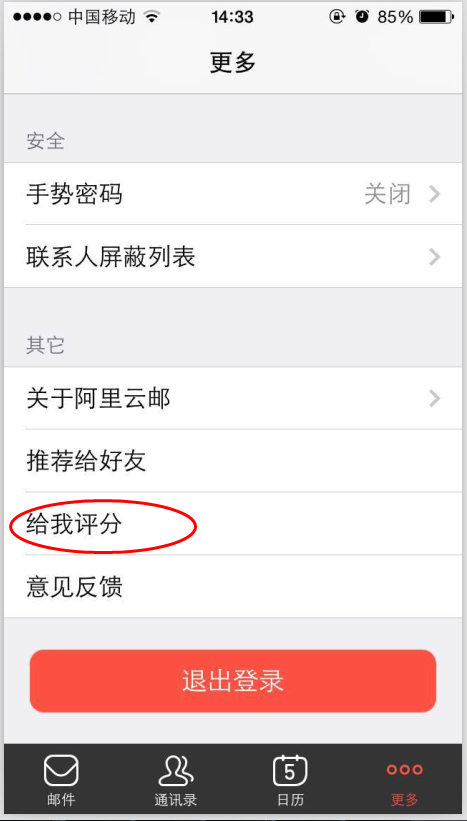 中国移动 14:33 85%
更多
安全
手势密码 关闭
联系人屏蔽列表
其它
关于阿里云邮
推荐给好友
给我评分
意见反馈
退出登录
5
邮件 通讯录 日历 更多